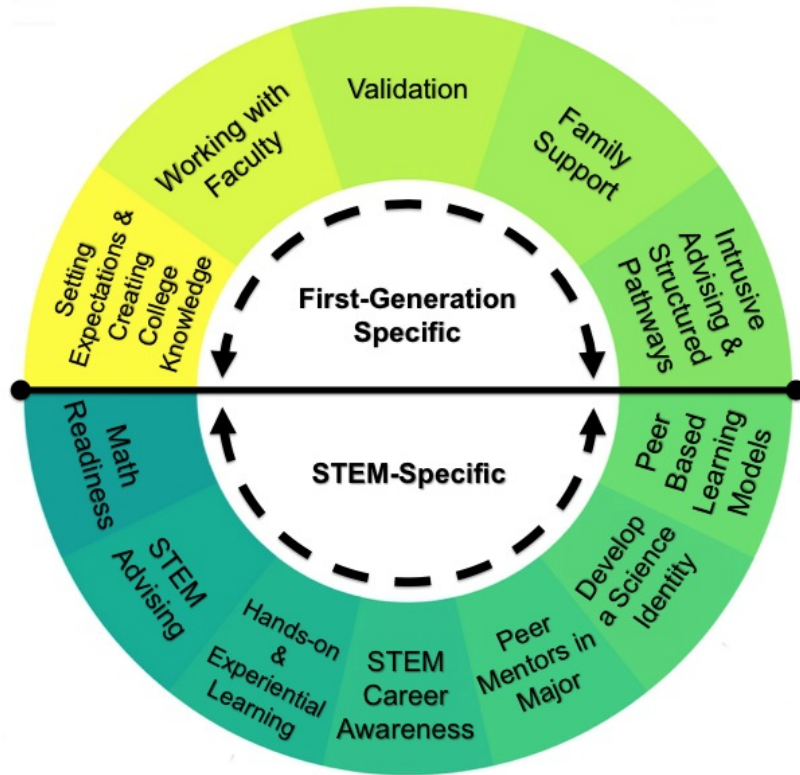 Validation
Working with
Faculty
Family
Support
Setting
Expectations &
Creating
College
Knowledge
Intrusive
Advising &
Structured
Pathways
First-Generation
Specific
STEM-Specific
Math
Readiness
Peer
Based
Learning
Models
STEM
Advising
Develop
a Science
Identity
Hands-on
&
Experiential
Learning
STEM
Career
Awareness
Peer
Mentors in
Major